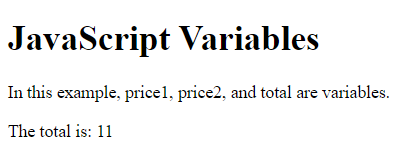 JavaScript Variables
In this example, price1, price2, and total are variables.
The total is: 11